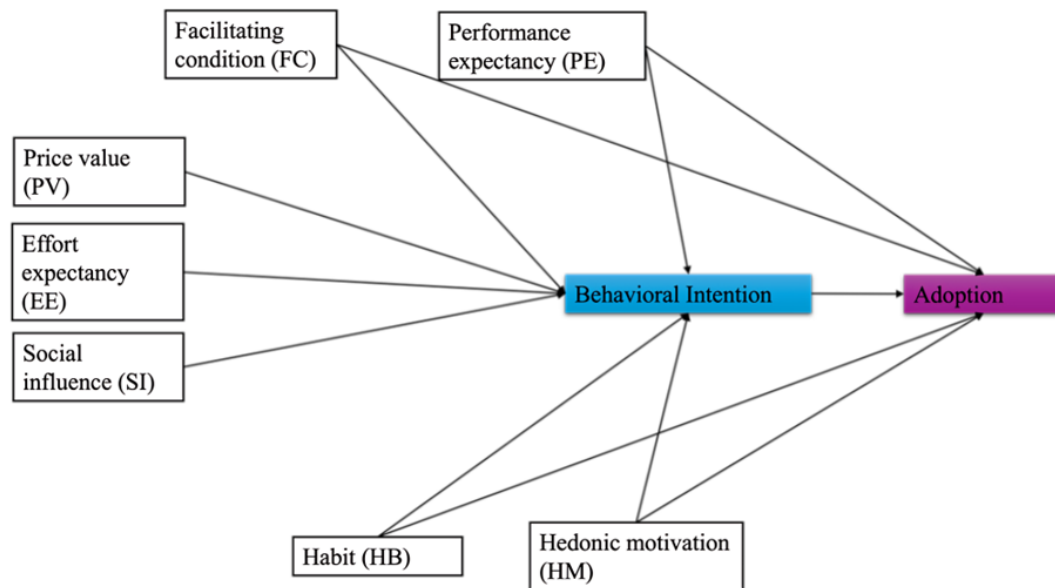 Facilitating
condition (FC)
Performance
expectancy (PE)
Price value
(PV)
Effort
expectancy
(EE)
Social
influence (SI)
Behavioral Intention
Adoption
Habit (HB)
Hedonic motivation
(HM)